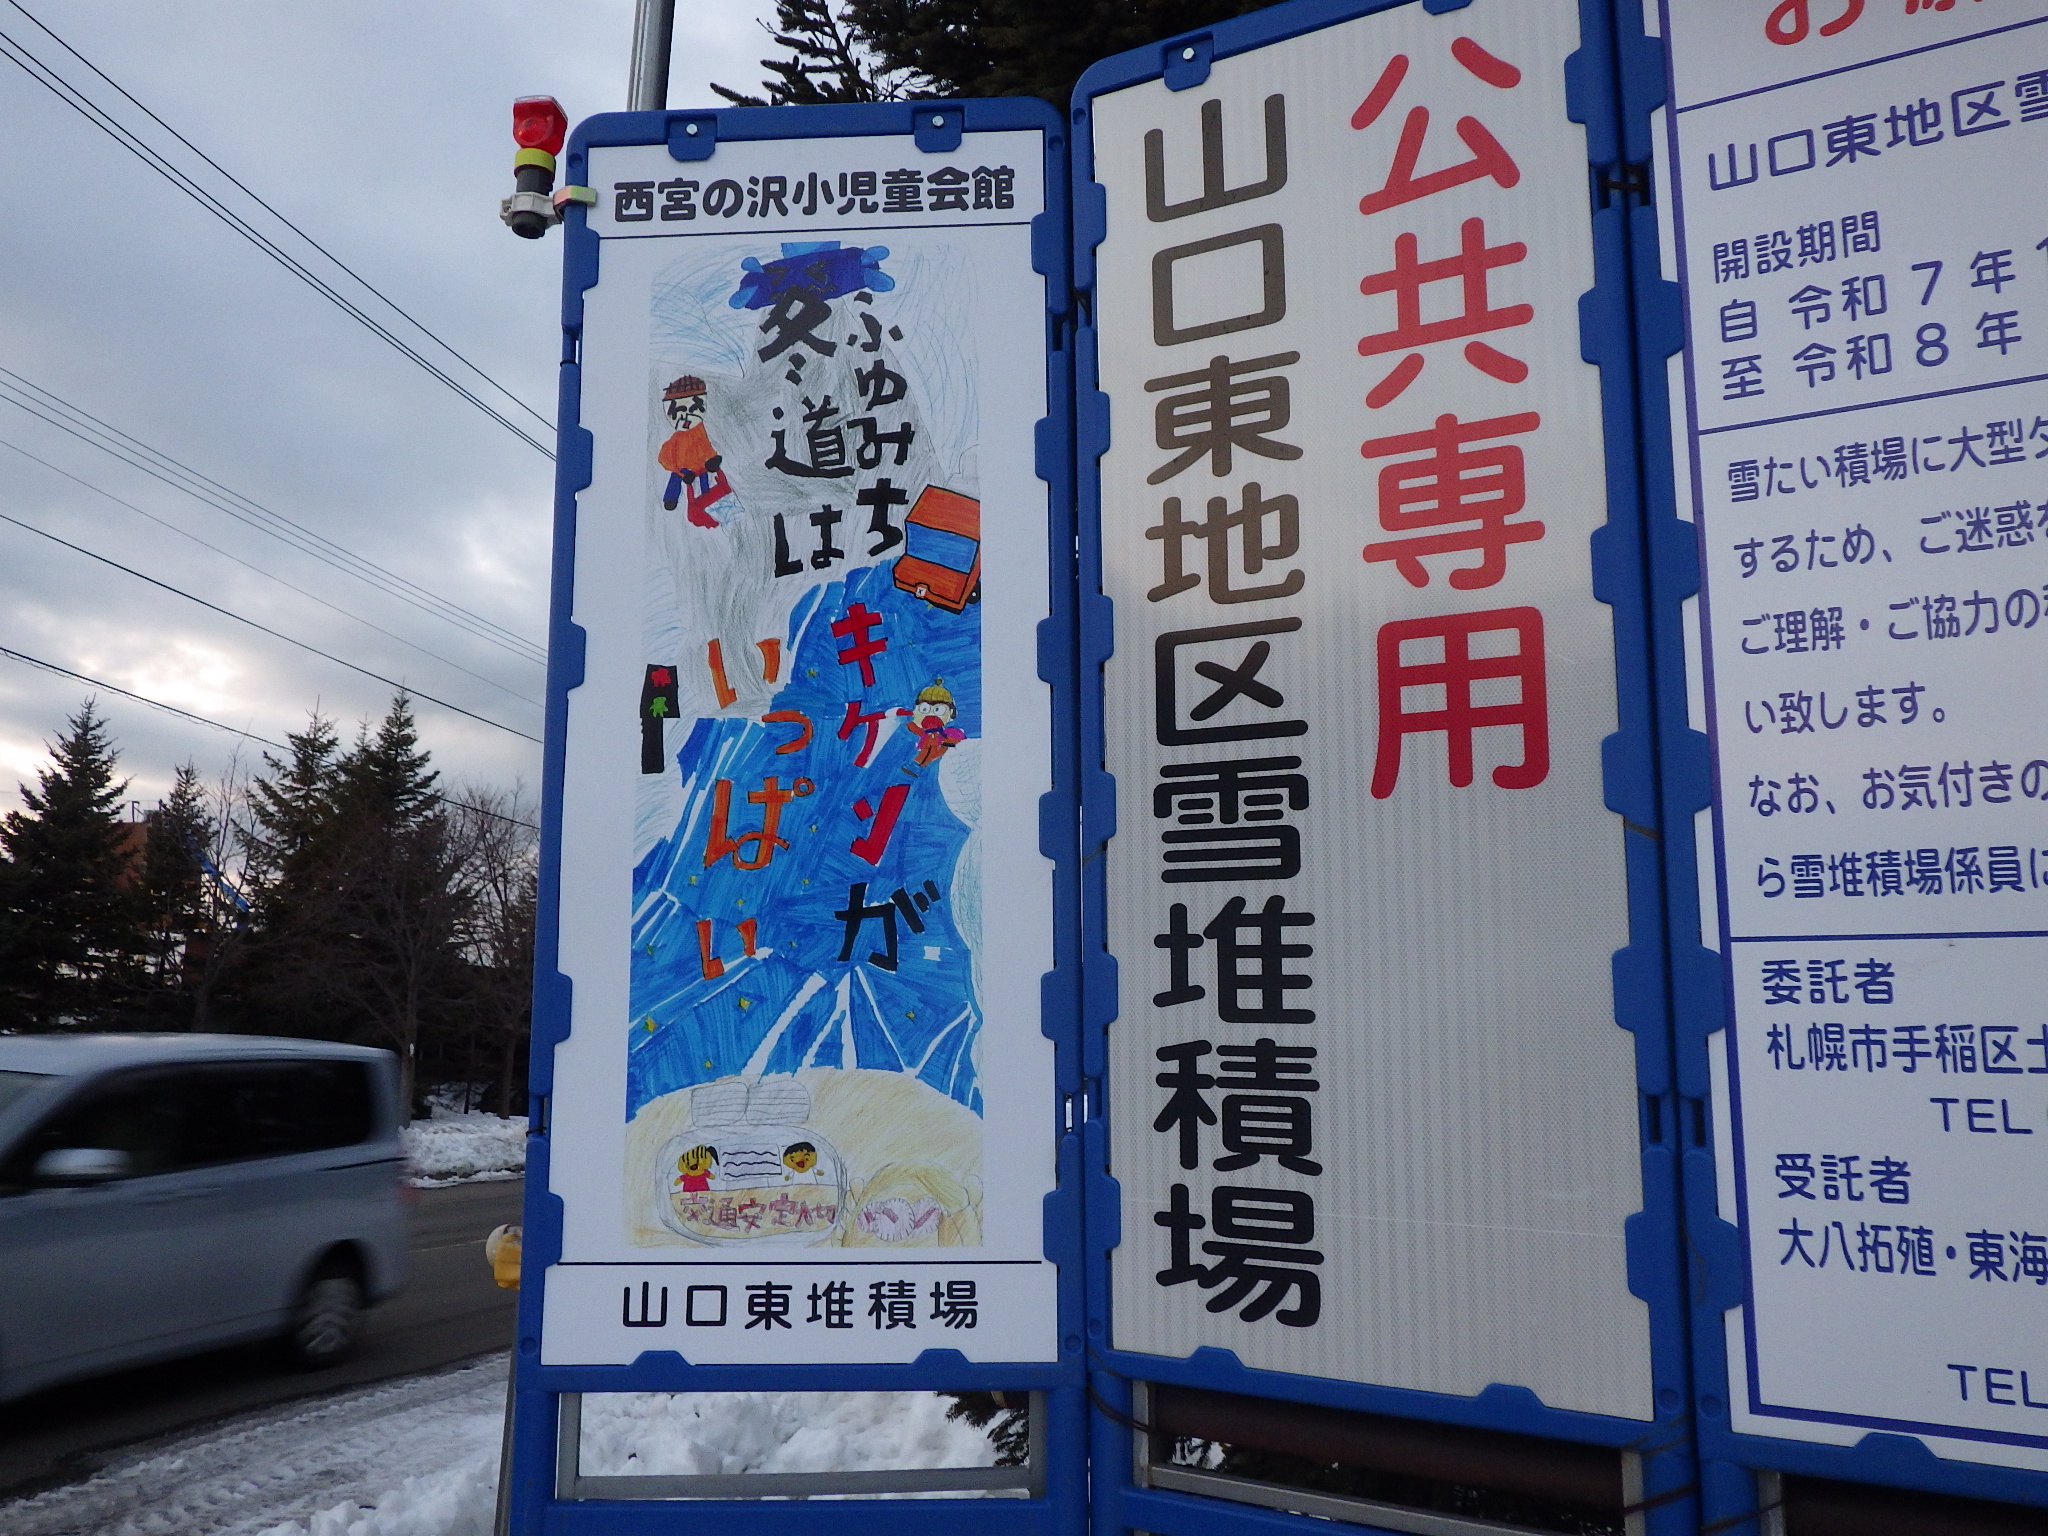 西宮の沢小児童会館
ふゆみち
冬道は
キケンが
いっぱい
山口東堆積場
公共専用
山口東地区雪堆積場
山口東地区雪
開設期間
自 令和 7 年
至 令和 8 年
雪たい積場に大型ダ
するため、ご迷惑
ご理解・ご協力の
い致します。
なお、お気付きの
ら雪堆積場係員に
委託者
札幌市手稲区土
TEL
受託者
大八拓殖・東海
TEL